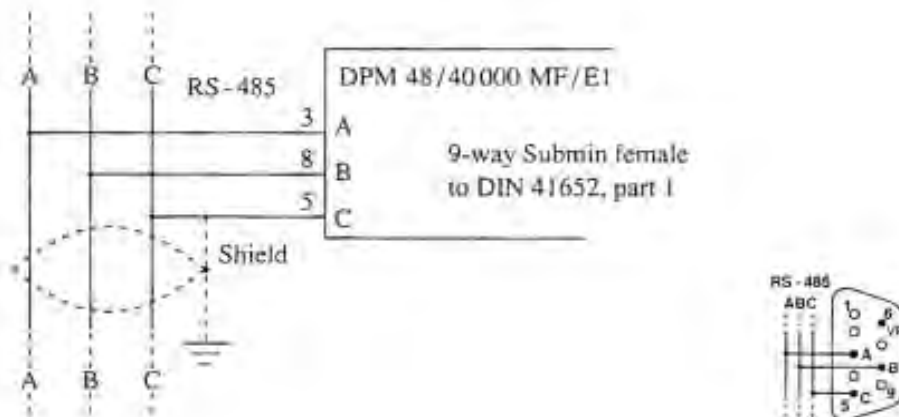 A B C
RS-485
DPM 48/40000 MF/E1
3 A
8 B
5 C
9-way Submin female
to DIN 41652, part 1
Shield
A B C
RS-485
ABC
1
6
A
B
C
5
9